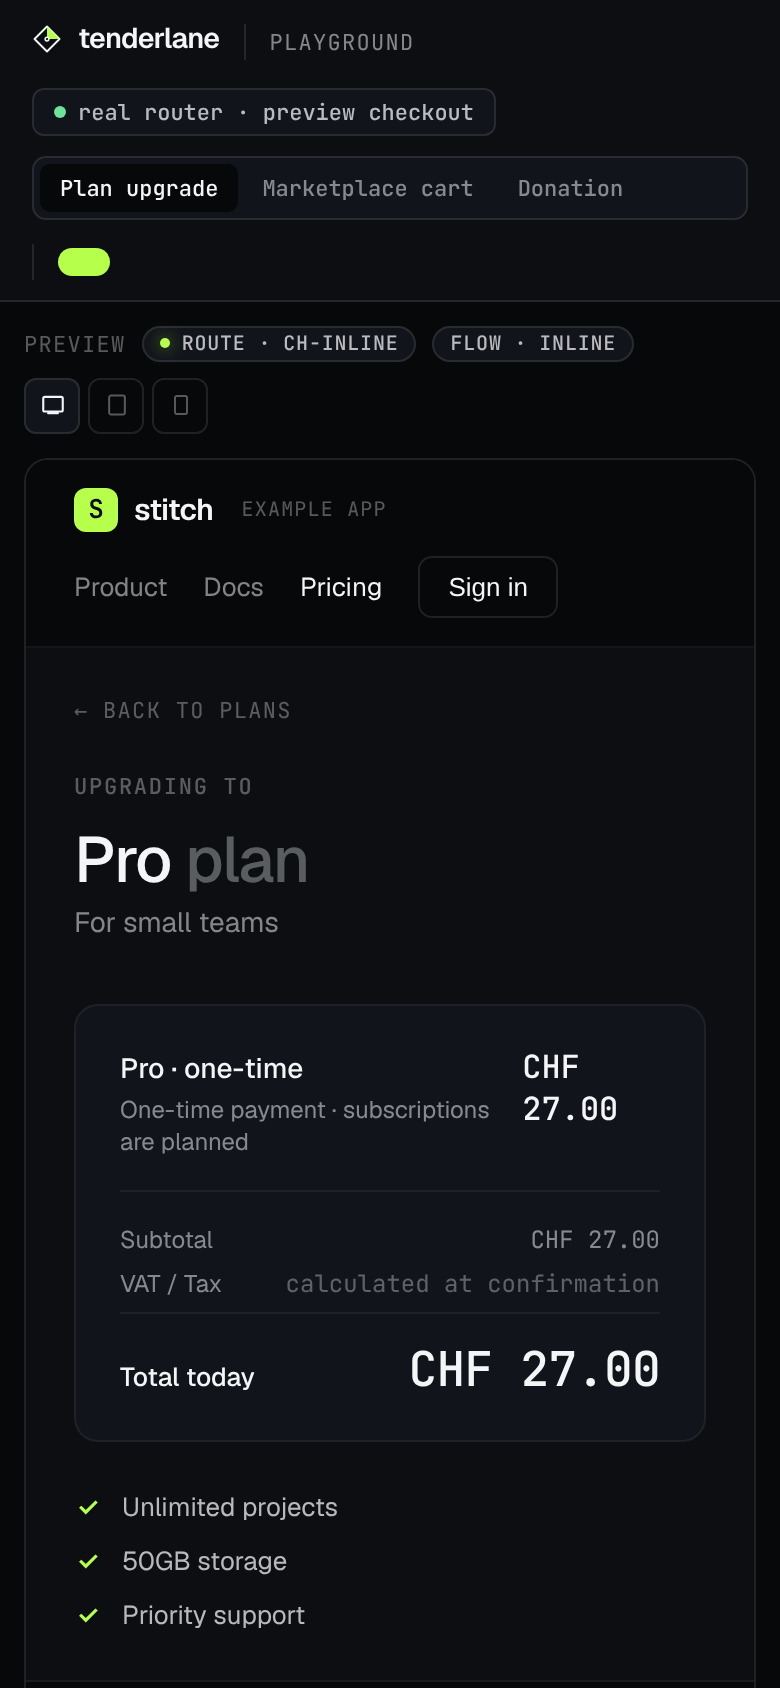 tenderlane PLAYGROUND
real router · preview checkout
Plan upgrade Marketplace cart Donation
PREVIEW ROUTE · CH-INLINE FLOW · INLINE
S stitch EXAMPLE APP
Product Docs Pricing Sign in
← BACK TO PLANS
UPGRADING TO
Pro plan
For small teams
Pro · one-time CHF 27.00
One-time payment · subscriptions
are planned
Subtotal CHF 27.00
VAT / Tax calculated at confirmation
Total today CHF 27.00
Unlimited projects
50GB storage
Priority support